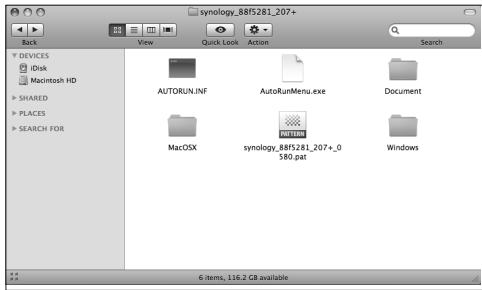 synology_88f5281_207+
Back
View
Quick Look
Action
Search
▼ DEVICES
iDisk
Macintosh HD
▶ SHARED
▶ PLACES
▶ SEARCH FOR
AUTORUN.INF
AutoRunMenu.exe
Document
MacOSX
PATTERN
synology_88f5281_207+_0
580.pat
Windows
6 items, 116.2 GB available